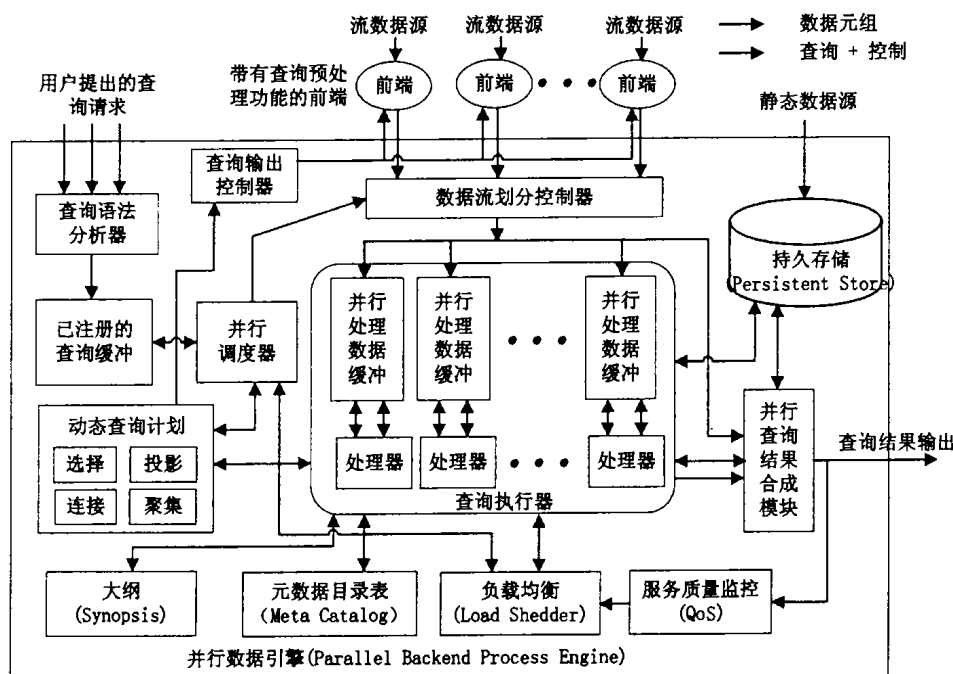 流数据源 流数据源 流数据源
数据元组
查询 + 控制
用户提出的查
询请求
带有查询预处
理功能的前端
前端 前端 前端
静态数据源
查询输出
控制器
数据流划分控制器
查询语法
分析器
持久存储
(Persistent Store)
已注册的
查询缓冲
并行
调度器
并行
处理
数据
缓冲
并行
处理
数据
缓冲
并行
处理
数据
缓冲
动态查询计划
选择 投影
连接 聚集
处理器 处理器 处理器
查询执行器
并行
查询
结果
合成
模块
查询结果输出
大纲
(Synopsis)
元数据目录表
(Meta Catalog)
负载均衡
(Load Shedder)
服务质量监控
(QoS)
并行数据引擎(Parallel Backend Process Engine)